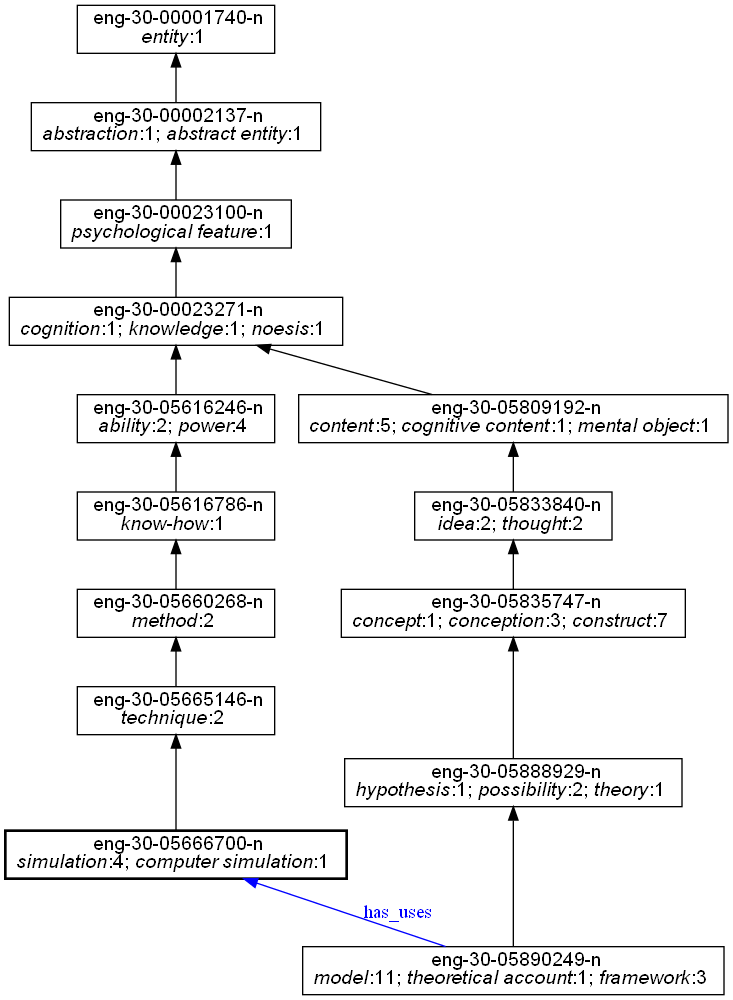 eng-30-00001740-n
entity:1
eng-30-00002137-n
abstraction:1; abstract entity:1
eng-30-00023100-n
psychological feature:1
eng-30-00023271-n
cognition:1; knowledge:1; noesis:1
eng-30-05616246-n
ability:2; power:4
eng-30-05809192-n
content:5; cognitive content:1; mental object:1
eng-30-05616786-n
know-how:1
eng-30-05833840-n
idea:2; thought:2
eng-30-05660268-n
method:2
eng-30-05835747-n
concept:1; conception:3; construct:7
eng-30-05665146-n
technique:2
eng-30-05888929-n
hypothesis:1; possibility:2; theory:1
eng-30-05666700-n
simulation:4; computer simulation:1
has_uses
eng-30-05890249-n
model:11; theoretical account:1; framework:3